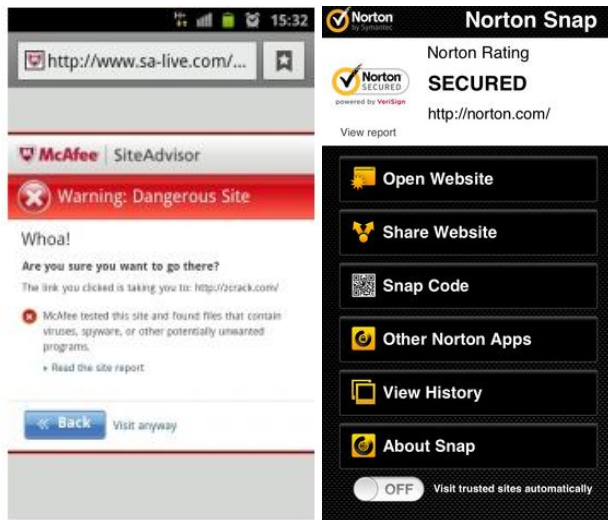 15:32
http://www.sa-live.com/...
McAfee | SiteAdvisor
Warning: Dangerous Site
Whoa!
Are you sure you want to go there?
The link you clicked is taking you to: http://zcrack.com/
McAfee tested this site and found files that contain
viruses, spyware, or other potentially unwanted
programs.
Read the site report
Back
Visit anyway
Norton
by Symantec
Norton Snap
Norton
SECURED
powered by VeriSign
Norton Rating
SECURED
http://norton.com/
View report
Open Website
Share Website
Snap Code
Other Norton Apps
View History
About Snap
OFF
Visit trusted sites automatically